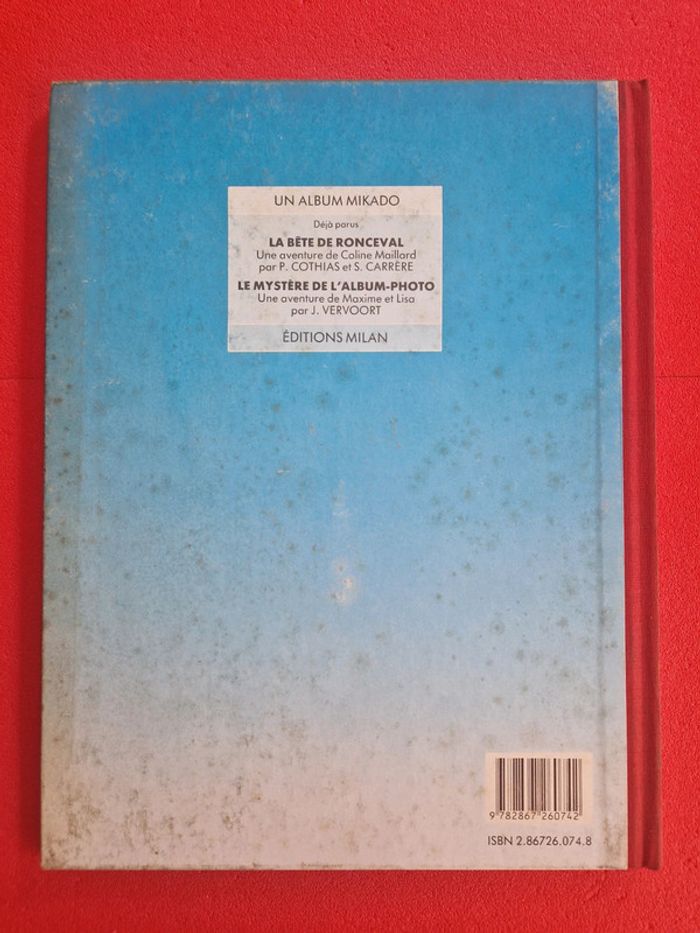 UN ALBUM MIKADO
Déjà parus
LA BÊTE DE RONCEVAL
Une aventure de Coline Maillard
par P. COTHIAS et S. CARRÈRE
LE MYSTÈRE DE L'ALBUM-PHOTO
Une aventure de Maxime et Lisa
par J. VERVOORT
ÉDITIONS MILAN
9 782867 260742
ISBN 2.86726.074.8